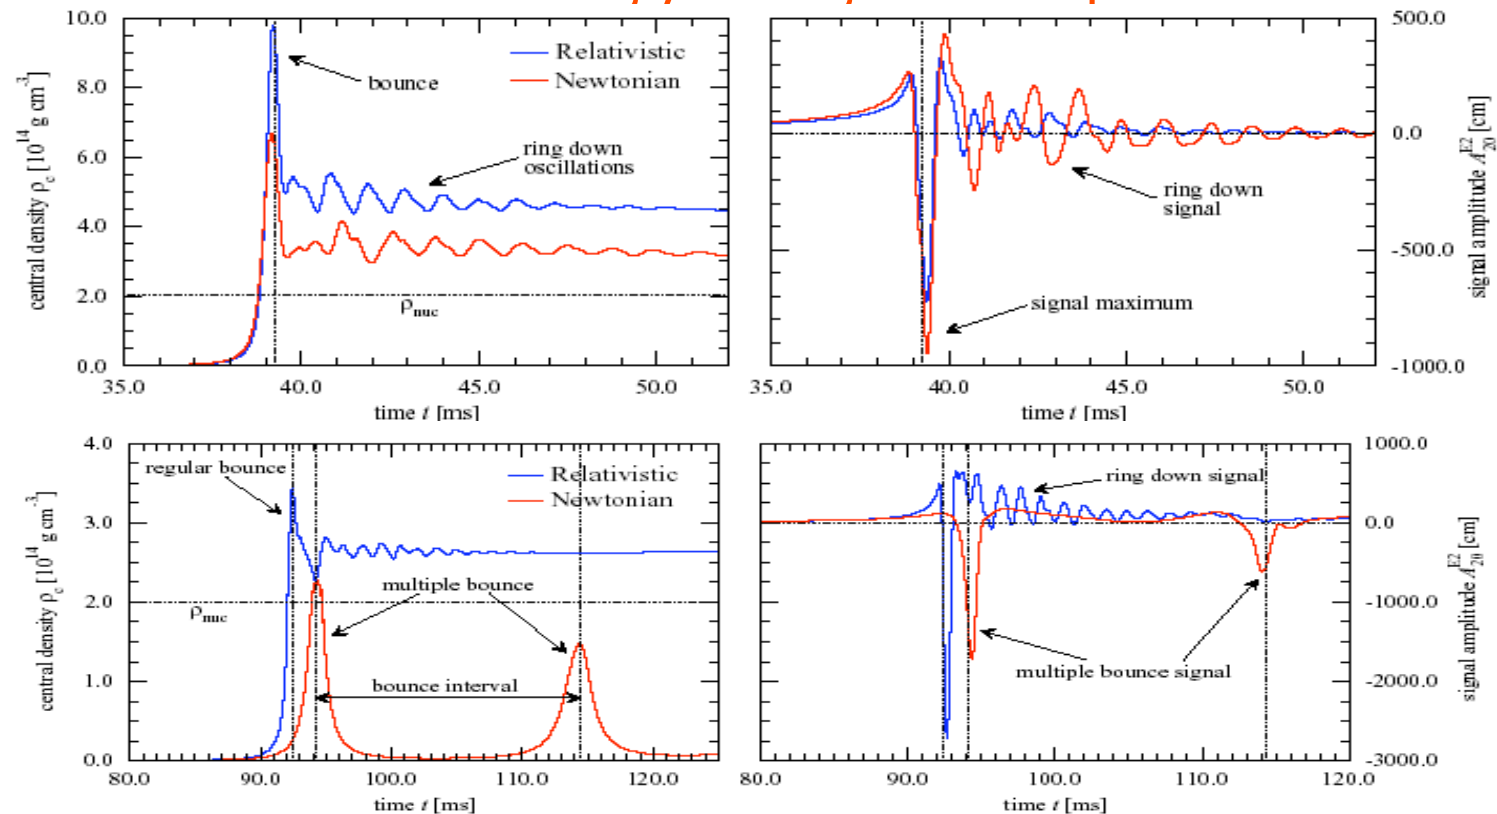 10.0
8.0
6.0
4.0
2.0
0.0
central density ρc [10^14 g cm^-3]
bounce
Relativistic
Newtonian
ring down
oscillations
ρnuc
35.0 40.0 45.0 50.0
time t [ms]
500.0
0.0
-500.0
-1000.0
signal amplitude A^E2_20 [cm]
ring down
signal
signal maximum
35.0 40.0 45.0 50.0
time t [ms]
4.0
3.0
2.0
1.0
0.0
central density ρc [10^14 g cm^-3]
regular bounce
Relativistic
Newtonian
multiple bounce
ρnuc
bounce interval
80.0 90.0 100.0 110.0 120.0
time t [ms]
1000.0
0.0
-1000.0
-2000.0
-3000.0
signal amplitude A^E2_20 [cm]
ring down signal
multiple bounce signal
80.0 90.0 100.0 110.0 120.0
time t [ms]